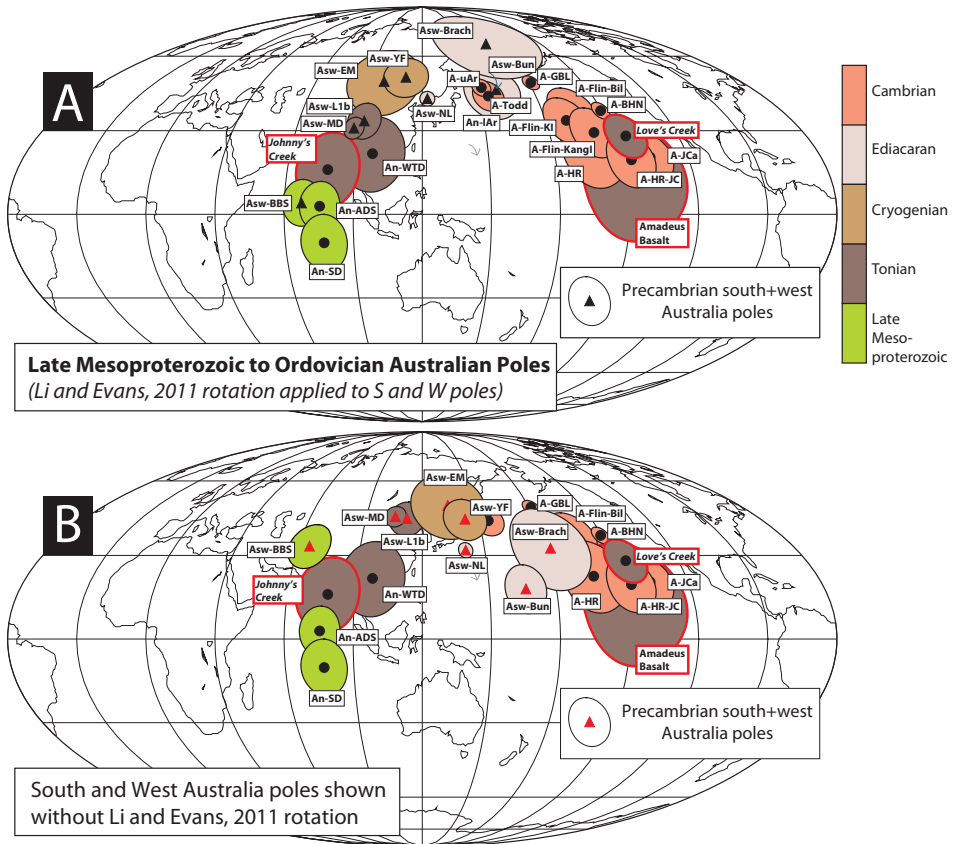 A
Asw-Brach
Asw-YF
Asw-EM
Asw-Bun
A-uAr
A-GBL
Asw-L1b
A-Flin-Bil
Asw-MD
Asw-NL
A-Todd
A-BHN
An-IAr
A-Flin-KI
Love's Creek
Johnny's
Creek
A-Flin-Kangl
A-JCa
An-WTD
A-HR
A-HR-JC
Asw-BBS
An-ADS
Amadeus
Basalt
An-SD
Precambrian south+west
Australia poles
Late Mesoproterozoic to Ordovician Australian Poles
(Li and Evans, 2011 rotation applied to S and W poles)
Cambrian
Ediacaran
Cryogenian
Tonian
Late
Meso-
proterozoic
B
Asw-EM
A-GBL
Asw-YF
A-Flin-Bil
Asw-MD
Asw-Brach
A-BHN
Asw-L1b
Asw-BBS
Love's Creek
Asw-NL
Johnny's
Creek
A-JCa
An-WTD
A-HR
Asw-Bun
A-HR-JC
An-ADS
Amadeus
Basalt
An-SD
Precambrian south+west
Australia poles
South and West Australia poles shown
without Li and Evans, 2011 rotation